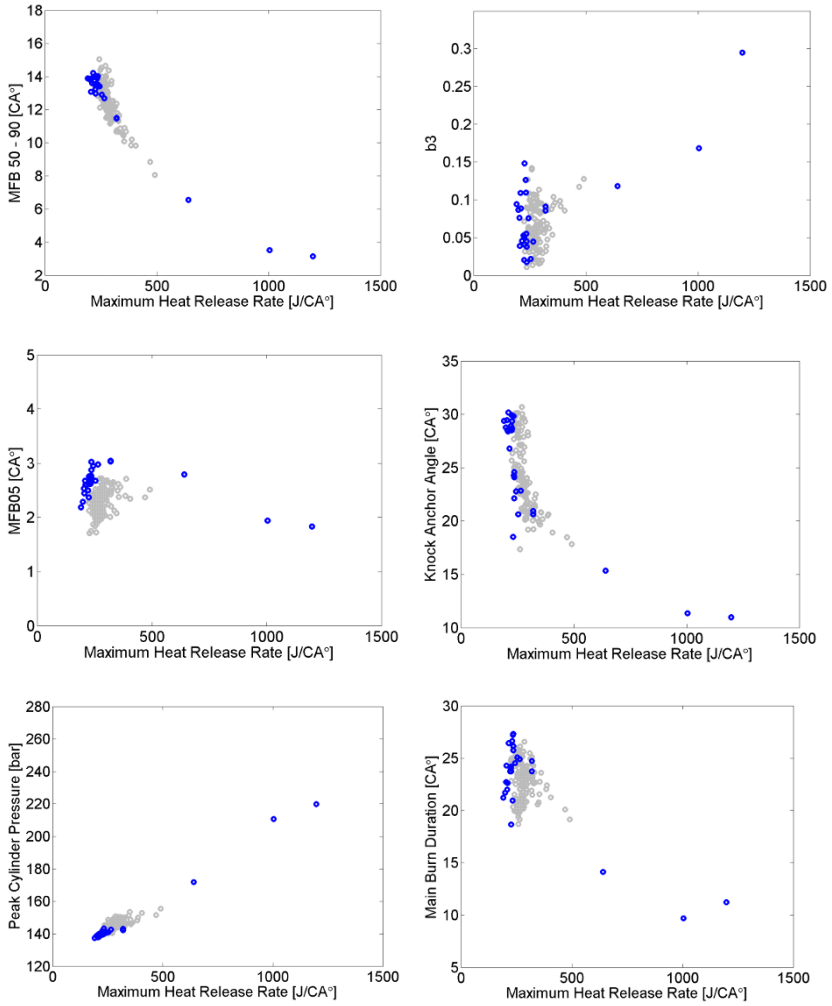 18
16
14
12
10
8
6
4
2
MFB 50 - 90 [CA°]
0 500 1000 1500
Maximum Heat Release Rate [J/CA°]
0.3
0.25
0.2
0.15
0.1
0.05
0
b3
0 500 1000 1500
Maximum Heat Release Rate [J/CA°]
5
4
3
2
1
0
MFB05 [CA°]
0 500 1000 1500
Maximum Heat Release Rate [J/CA°]
35
30
25
20
15
10
Knock Anchor Angle [CA°]
0 500 1000 1500
Maximum Heat Release Rate [J/CA°]
280
260
240
220
200
180
160
140
120
Peak Cylinder Pressure [bar]
0 500 1000 1500
Maximum Heat Release Rate [J/CA°]
30
25
20
15
10
5
Main Burn Duration [CA°]
0 500 1000 1500
Maximum Heat Release Rate [J/CA°]